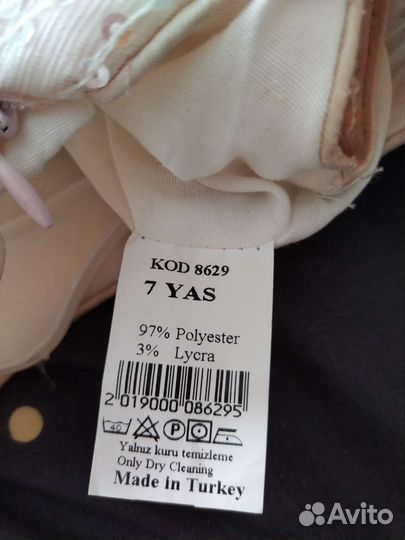 KOD 8629
7 YAS
97% Polyester
3% Lycra
2 019000 086295
40 P
Yalnız kuru temizleme
Only Dry Cleaning
Made in Turkey
Avito